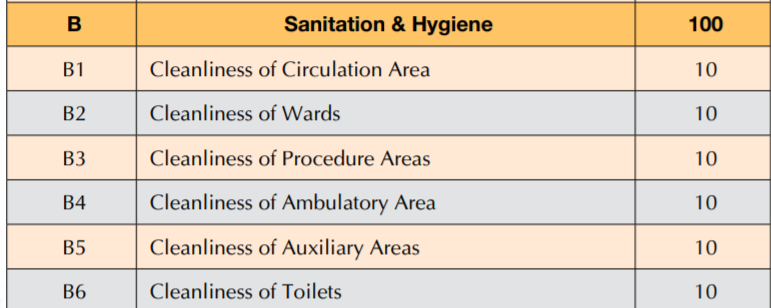 B Sanitation & Hygiene 100
B1 Cleanliness of Circulation Area 10
B2 Cleanliness of Wards 10
B3 Cleanliness of Procedure Areas 10
B4 Cleanliness of Ambulatory Area 10
B5 Cleanliness of Auxiliary Areas 10
B6 Cleanliness of Toilets 10